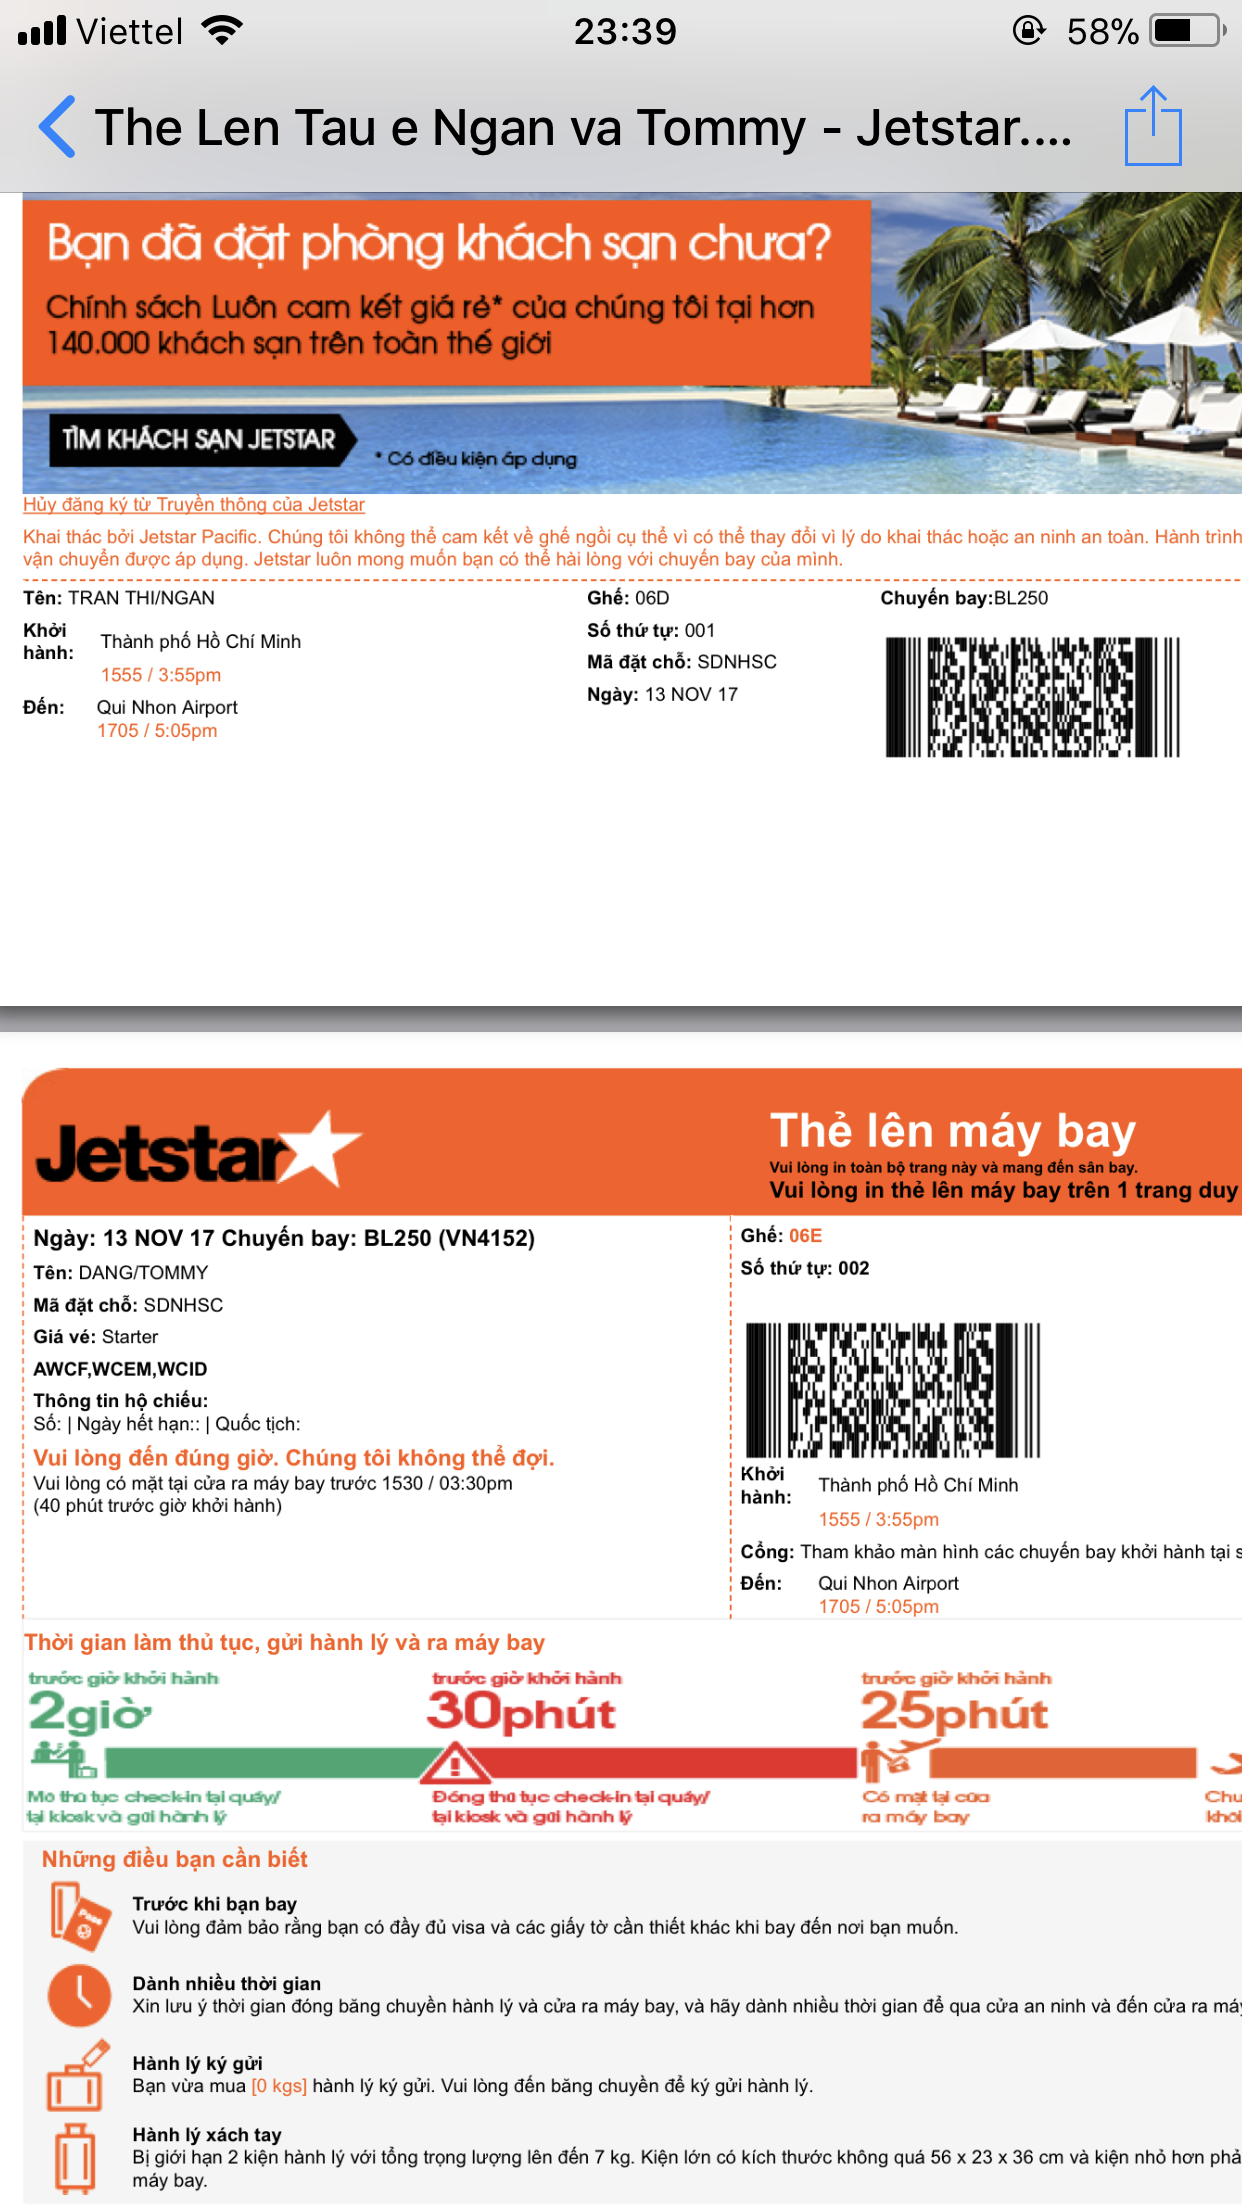 Viettel 23:39 58%
The Len Tau e Ngan va Tommy - Jetstar....
Bạn đã đặt phòng khách sạn chưa?
Chính sách Luôn cam kết giá rẻ* của chúng tôi tại hơn
140.000 khách sạn trên toàn thế giới
TÌM KHÁCH SẠN JETSTAR
* Có điều kiện áp dụng
Hủy đăng ký từ Truyền thông của Jetstar
Khai thác bởi Jetstar Pacific. Chúng tôi không thể cam kết về ghế ngồi cụ thể vì có thể thay đổi vì lý do khai thác hoặc an ninh an toàn. Hành trình
vận chuyển được áp dụng. Jetstar luôn mong muốn bạn có thể hài lòng với chuyến bay của mình.
Tên: TRAN THI/NGAN
Khởi
hành:
Thành phố Hồ Chí Minh
1555 / 3:55pm
Đến: Qui Nhon Airport
1705 / 5:05pm
Ghế: 06D
Số thứ tự: 001
Mã đặt chỗ: SDNHSC
Ngày: 13 NOV 17
Chuyến bay:BL250
Jetstar
Thẻ lên máy bay
Vui lòng in toàn bộ trang này và mang đến sân bay.
Vui lòng in thẻ lên máy bay trên 1 trang duy
Ngày: 13 NOV 17 Chuyến bay: BL250 (VN4152)
Tên: DANG/TOMMY
Mã đặt chỗ: SDNHSC
Giá vé: Starter
AWCF,WCEM,WCID
Thông tin hộ chiếu:
Số: | Ngày hết hạn:: | Quốc tịch:
Vui lòng đến đúng giờ. Chúng tôi không thể đợi.
Vui lòng có mặt tại cửa ra máy bay trước 1530 / 03:30pm
(40 phút trước giờ khởi hành)
Ghế: 06E
Số thứ tự: 002
Khởi
hành:
Thành phố Hồ Chí Minh
1555 / 3:55pm
Cổng: Tham khảo màn hình các chuyến bay khởi hành tại s
Đến: Qui Nhon Airport
1705 / 5:05pm
Thời gian làm thủ tục, gửi hành lý và ra máy bay
trước giờ khởi hành
2giờ
Mở thủ tục check-in tại quầy/
tại kiosk và gửi hành lý
trước giờ khởi hành
30phút
Đóng thủ tục check-in tại quầy/
tại kiosk và gửi hành lý
trước giờ khởi hành
25phút
Có mặt tại cửa
ra máy bay
Chu
khởi
Những điều bạn cần biết
Trước khi bạn bay
Vui lòng đảm bảo rằng bạn có đầy đủ visa và các giấy tờ cần thiết khác khi bay đến nơi bạn muốn.
Dành nhiều thời gian
Xin lưu ý thời gian đóng băng chuyền hành lý và cửa ra máy bay, và hãy dành nhiều thời gian để qua cửa an ninh và đến cửa ra máy
Hành lý ký gửi
Bạn vừa mua [0 kgs] hành lý ký gửi. Vui lòng đến băng chuyền để ký gửi hành lý.
Hành lý xách tay
Bị giới hạn 2 kiện hành lý với tổng trọng lượng lên đến 7 kg. Kiện lớn có kích thước không quá 56 x 23 x 36 cm và kiện nhỏ hơn phả
máy bay.